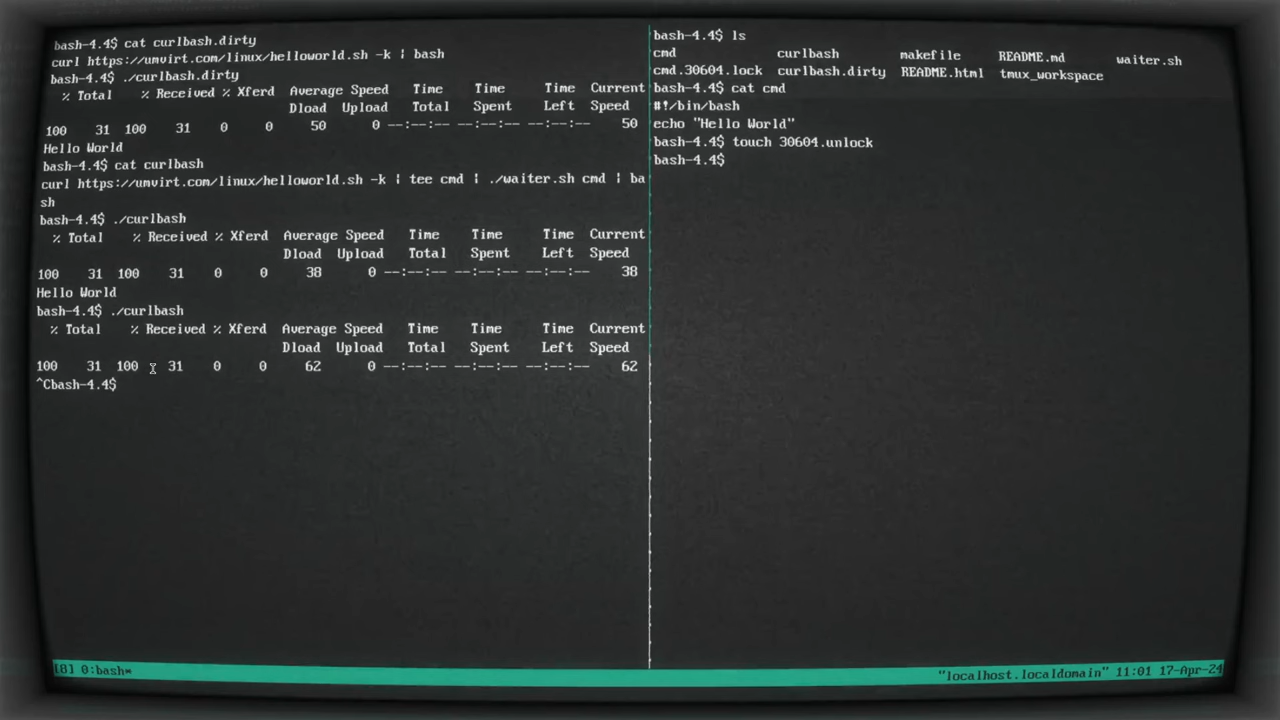 bash-4.4$ cat curlbash.dirty
curl https://umvirt.com/linux/helloworld.sh -k | bash
bash-4.4$ ./curlbash.dirty
% Total % Received % Xferd Average Speed Time Time Time Current
Dload Upload Total Spent Left Speed
100 31 100 31 0 0 50 0 --:--:-- --:--:-- --:--:-- 50
Hello World
bash-4.4$ cat curlbash
curl https://umvirt.com/linux/helloworld.sh -k | tee cmd | ./waiter.sh cmd | ba
sh
bash-4.4$ ./curlbash
% Total % Received % Xferd Average Speed Time Time Time Current
Dload Upload Total Spent Left Speed
100 31 100 31 0 0 38 0 --:--:-- --:--:-- --:--:-- 38
Hello World
bash-4.4$ ./curlbash
% Total % Received % Xferd Average Speed Time Time Time Current
Dload Upload Total Spent Left Speed
100 31 100 31 0 0 62 0 --:--:-- --:--:-- --:--:-- 62
^Cbash-4.4$
bash-4.4$ ls
cmd curlbash makefile README.md waiter.sh
cmd.30604.lock curlbash.dirty README.html tmux_workspace
bash-4.4$ cat cmd
#!/bin/bash
echo "Hello World"
bash-4.4$ touch 30604.unlock
bash-4.4$
[8] 0:bash* "localhost.localdomain" 11:01 17-Apr-24